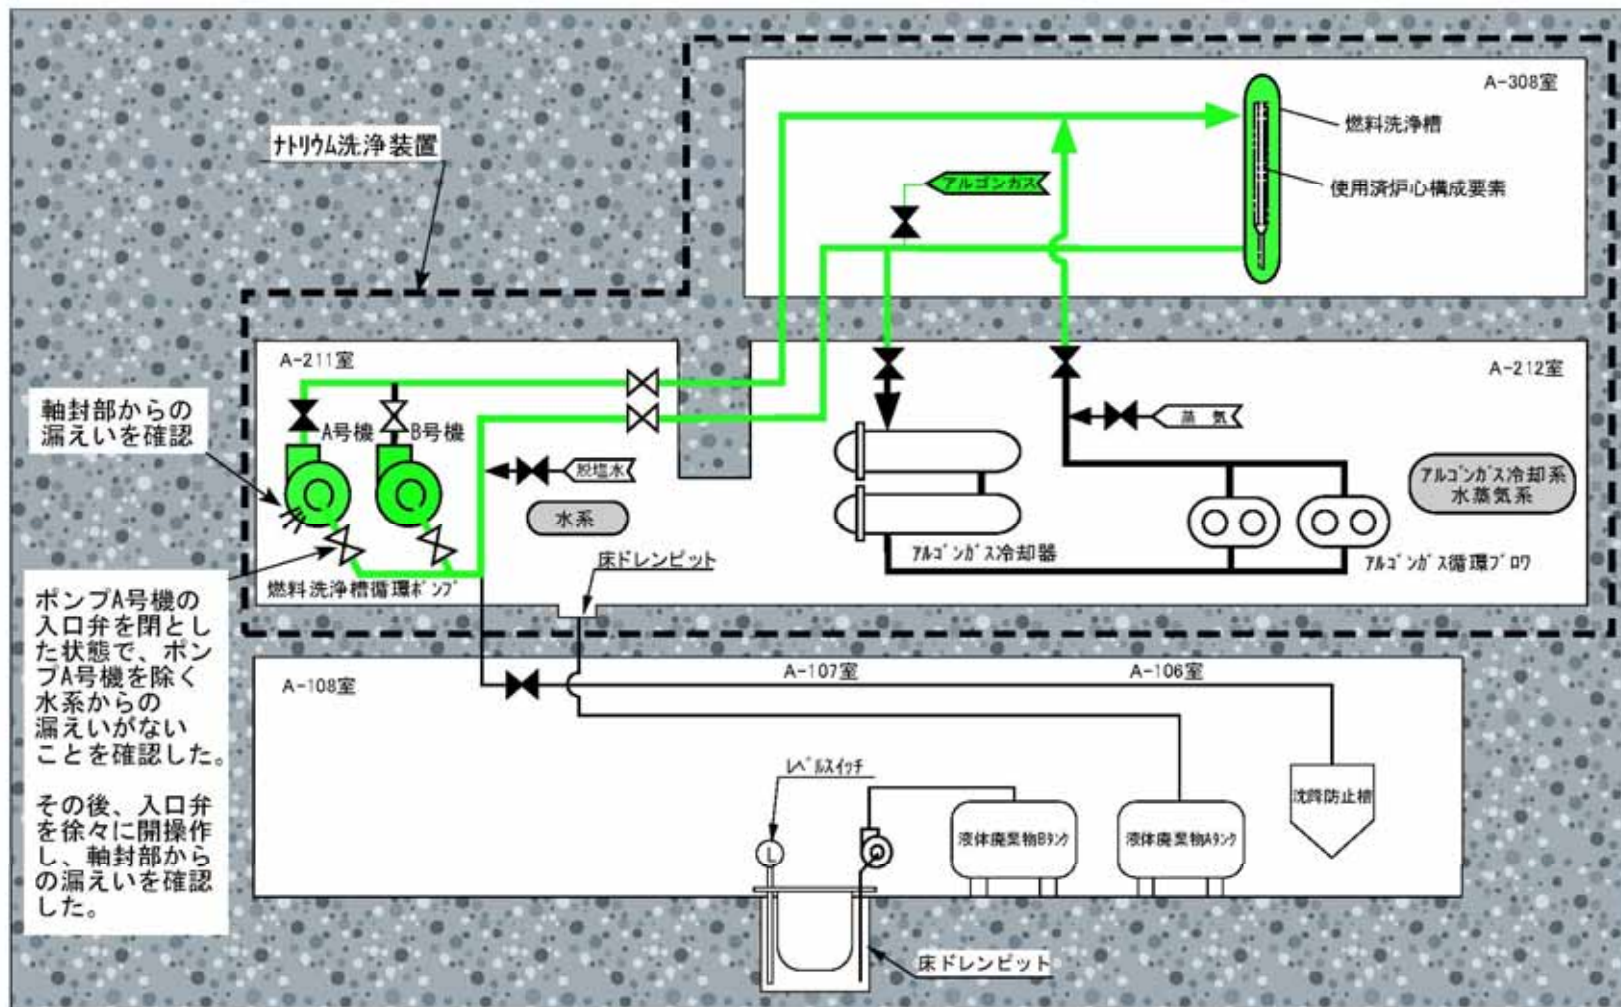 A-308室
燃料洗浄槽
ﾅﾄﾘｳﾑ洗浄装置
アルゴンガス
使用済炉心構成要素
A-211室
A-212室
軸封部からの
漏えいを確認
A号機
B号機
蒸気
脱塩水
水系
アルゴンガス冷却系
水蒸気系
ｱﾙｺﾞﾝｶﾞｽ冷却器
ｱﾙｺﾞﾝｶﾞｽ循環ﾌﾞﾛﾜ
床ドレンピット
燃料洗浄槽循環ﾎﾟﾝﾌﾟ
ポンプA号機の
入口弁を閉とし
た状態で、ポン
プA号機を除く
水系からの
漏えいがない
ことを確認した。
その後、入口弁
を徐々に開操作
し、軸封部から
の漏えいを確認
した。
A-108室
A-107室
A-106室
ﾚﾍﾞﾙｽｲｯﾁ
L
液体廃棄物Bﾀﾝｸ
液体廃棄物Aﾀﾝｸ
沈降防止槽
床ドレンピット